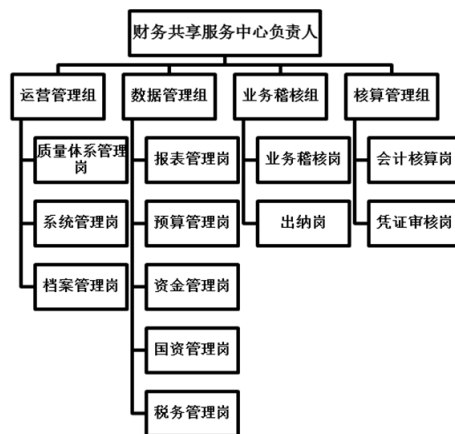 财务共享服务中心负责人
运营管理组
数据管理组
业务稽核组
核算管理组
质量体系管理
岗
报表管理岗
业务稽核岗
会计核算岗
系统管理岗
预算管理岗
出纳岗
凭证审核岗
档案管理岗
资金管理岗
国资管理岗
税务管理岗